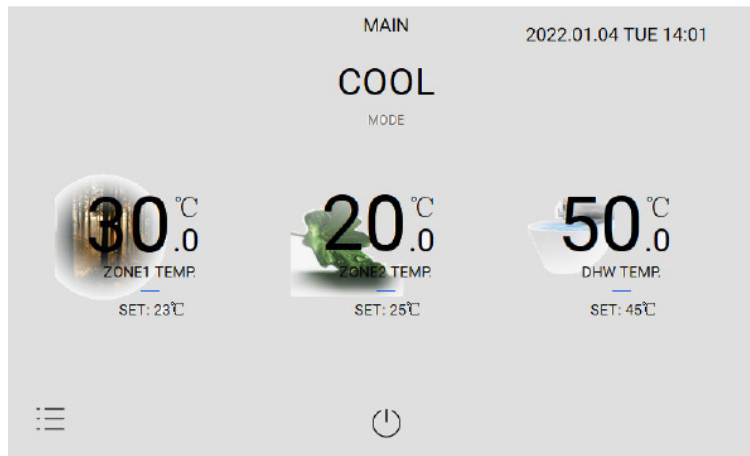 MAIN
2022.01.04 TUE 14:01
COOL
MODE
30.0℃
20.0℃
50.0℃
ZONE1 TEMP.
ZONE2 TEMP.
DHW TEMP.
SET: 23℃
SET: 25℃
SET: 45℃